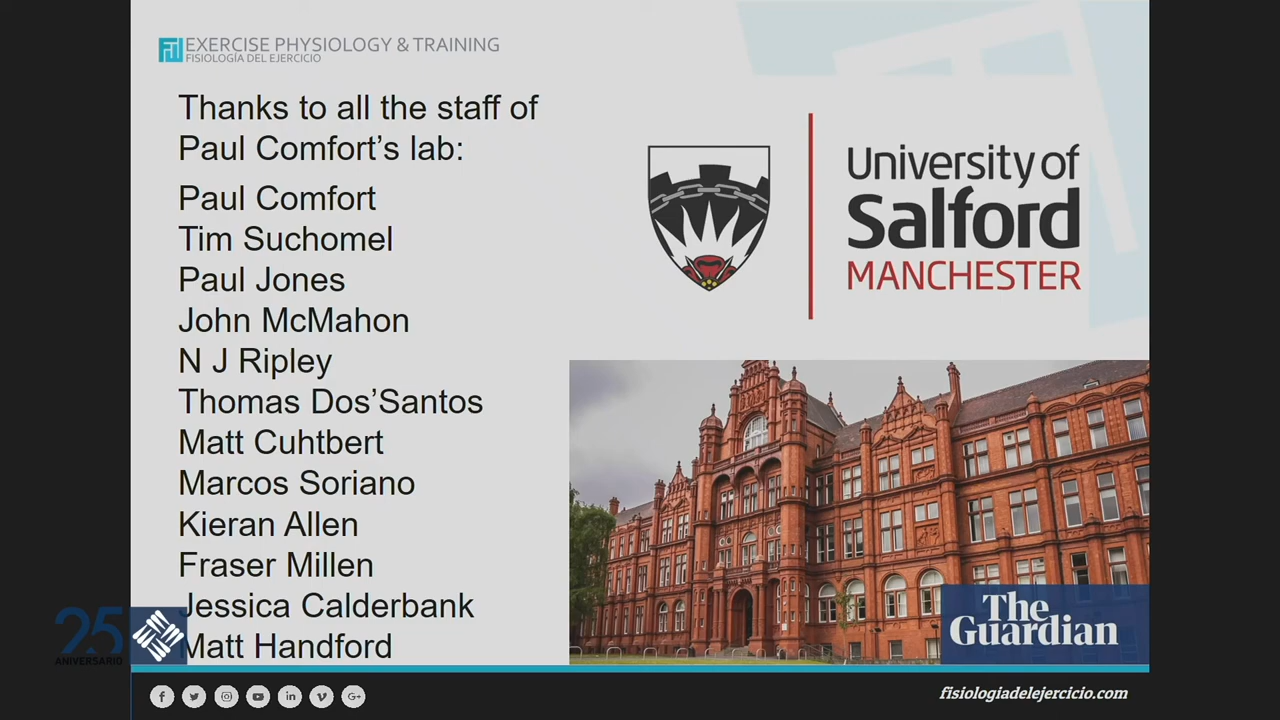 EXERCISE PHYSIOLOGY & TRAINING
FISIOLOGÍA DEL EJERCICIO
Thanks to all the staff of
Paul Comfort’s lab:
Paul Comfort
Tim Suchomel
Paul Jones
John McMahon
N J Ripley
Thomas Dos’Santos
Matt Cuhtbert
Marcos Soriano
Kieran Allen
Fraser Millen
Jessica Calderbank
Matt Handford
University of
Salford
MANCHESTER
The
Guardian
25
ANIVERSARIO
fisiologiadelejercicio.com